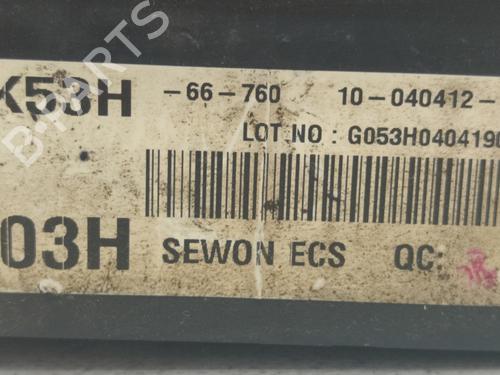 K53H -66-760 10-040412-
LOT NO : G053H0404190
03H SEWON ECS QC:
B-PARTS